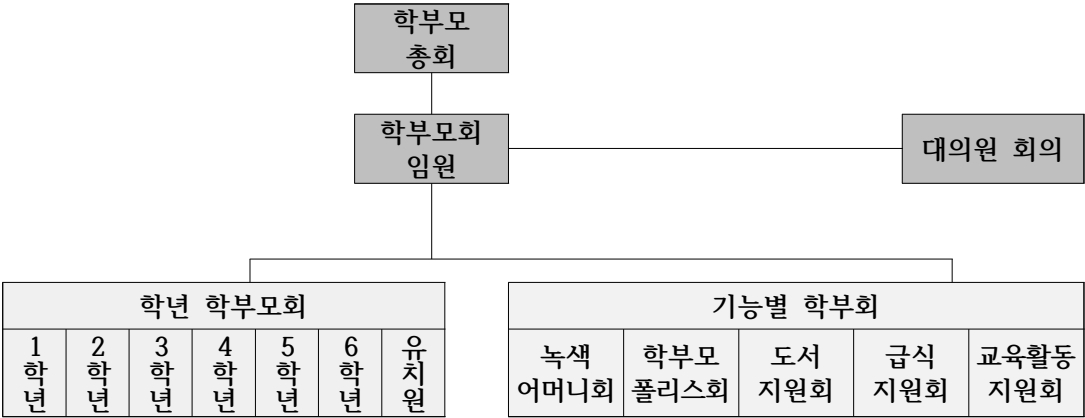 학부모
총회
학부모회
임원
대의원 회의
학년 학부모회
1
학
년
2
학
년
3
학
년
4
학
년
5
학
년
6
학
년
유
치
원
기능별 학부회
녹색
어머니회
학부모
폴리스회
도서
지원회
급식
지원회
교육활동
지원회